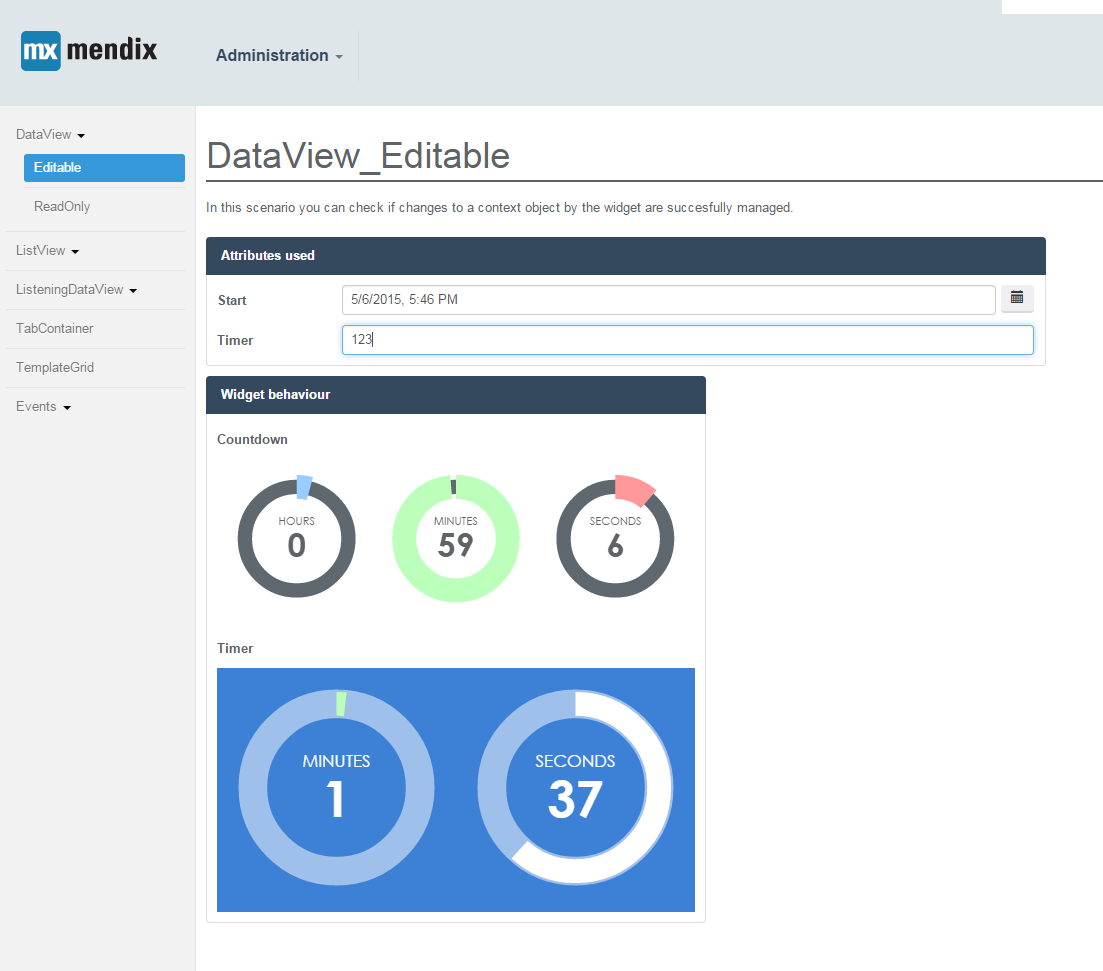 mx mendix
Administration
DataView
Editable
ReadOnly
ListView
ListeningDataView
TabContainer
TemplateGrid
Events
DataView_Editable
In this scenario you can check if changes to a context object by the widget are succesfully managed.
Attributes used
Start 5/6/2015, 5:46 PM
Timer 123
Widget behaviour
Countdown
HOURS MINUTES SECONDS
0 59 6
Timer
MINUTES SECONDS
1 37